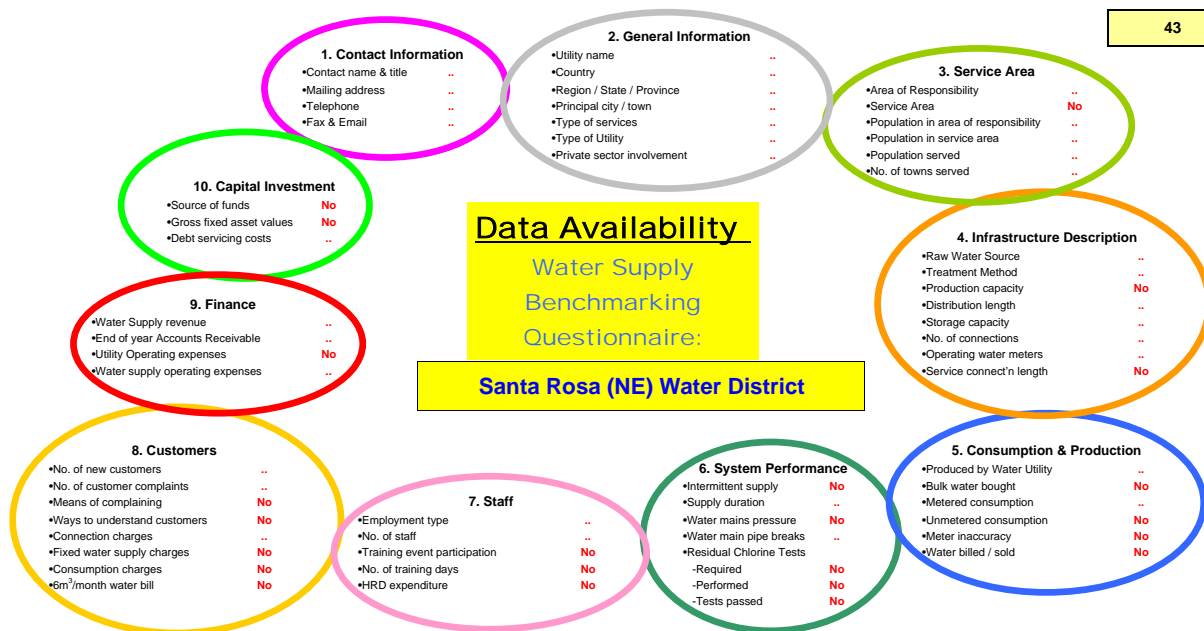 43
1. Contact Information
•Contact name & title ..
•Mailing address ..
•Telephone ..
•Fax & Email ..
2. General Information
•Utility name ..
•Country ..
•Region / State / Province ..
•Principal city / town ..
•Type of services ..
•Type of Utility ..
•Private sector involvement ..
3. Service Area
•Area of Responsibility ..
•Service Area No
•Population in area of responsibility ..
•Population in service area ..
•Population served ..
•No. of towns served ..
10. Capital Investment
•Source of funds No
•Gross fixed asset values No
•Debt servicing costs ..
Data Availability
Water Supply
Benchmarking
Questionnaire:
Santa Rosa (NE) Water District
4. Infrastructure Description
•Raw Water Source ..
•Treatment Method ..
•Production capacity No
•Distribution length ..
•Storage capacity ..
•No. of connections ..
•Operating water meters ..
•Service connect'n length No
9. Finance
•Water Supply revenue ..
•End of year Accounts Receivable ..
•Utility Operating expenses No
•Water supply operating expenses ..
8. Customers
•No. of new customers ..
•No. of customer complaints ..
•Means of complaining No
•Ways to understand customers No
•Connection charges ..
•Fixed water supply charges No
•Consumption charges No
•6m³/month water bill No
7. Staff
•Employment type ..
•No. of staff ..
•Training event participation No
•No. of training days No
•HRD expenditure No
6. System Performance
•Intermittent supply No
•Supply duration ..
•Water mains pressure No
•Water main pipe breaks ..
•Residual Chlorine Tests
-Required No
-Performed No
-Tests passed No
5. Consumption & Production
•Produced by Water Utility ..
•Bulk water bought No
•Metered consumption ..
•Unmetered consumption No
•Meter inaccuracy No
•Water billed / sold No